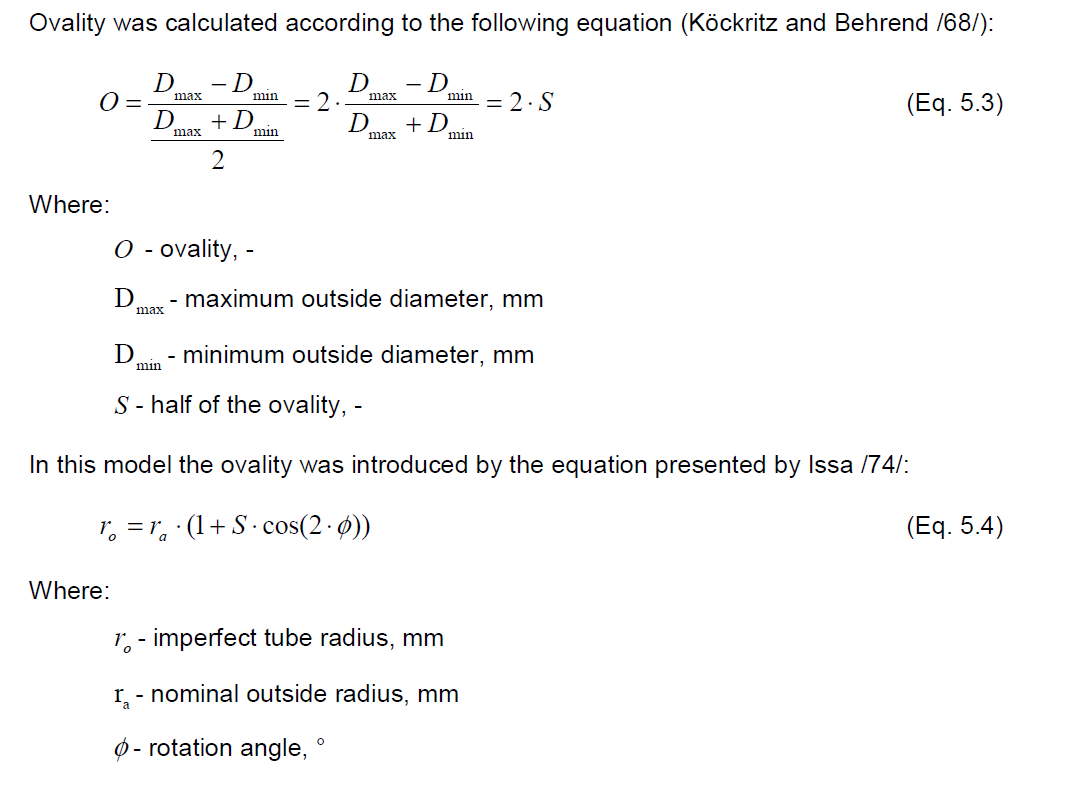 Ovality was calculated according to the following equation (Köckritz and Behrend /68/):
O = (D_max − D_min) / ((D_max + D_min) / 2) = 2 · (D_max − D_min) / (D_max + D_min) = 2 · S (Eq. 5.3)
Where:
O - ovality, -
D_max - maximum outside diameter, mm
D_min - minimum outside diameter, mm
S - half of the ovality, -
In this model the ovality was introduced by the equation presented by Issa /74/:
r_o = r_a · (1 + S · cos(2 · ϕ)) (Eq. 5.4)
Where:
r_o - imperfect tube radius, mm
r_a - nominal outside radius, mm
ϕ - rotation angle, °